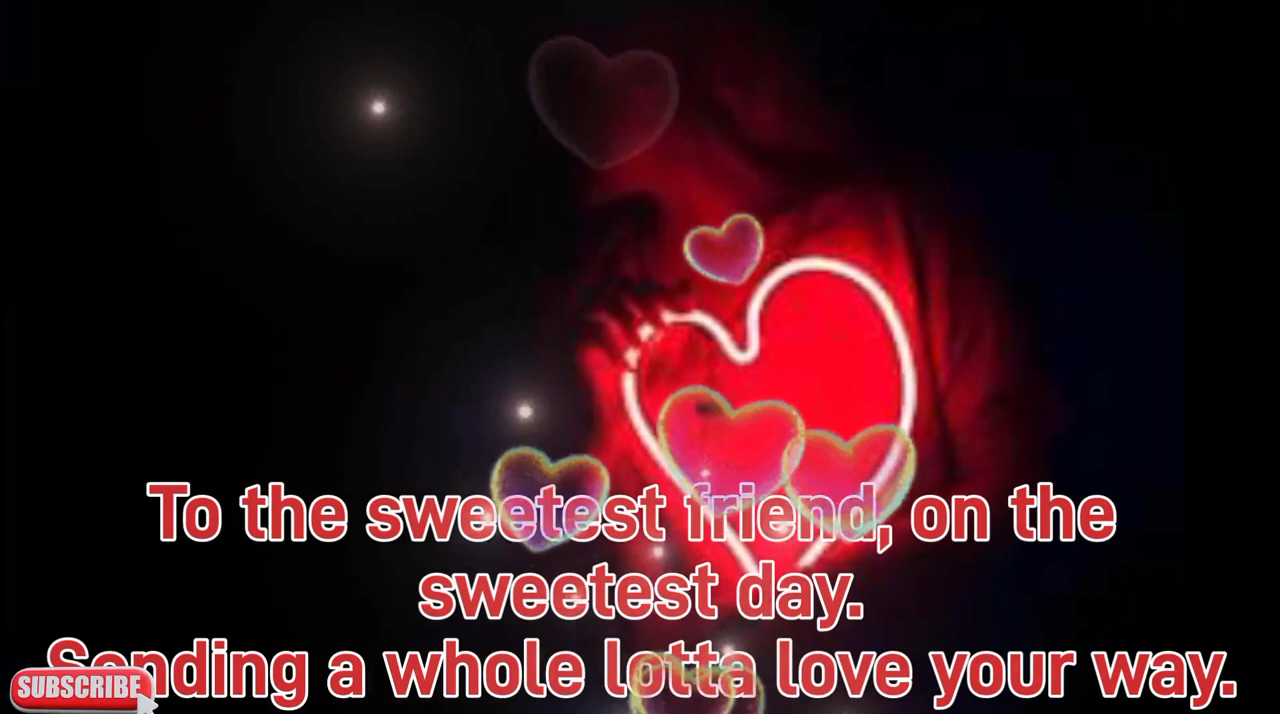 To the sweetest friend, on the
sweetest day.
Sending a whole lotta love your way.
SUBSCRIBE